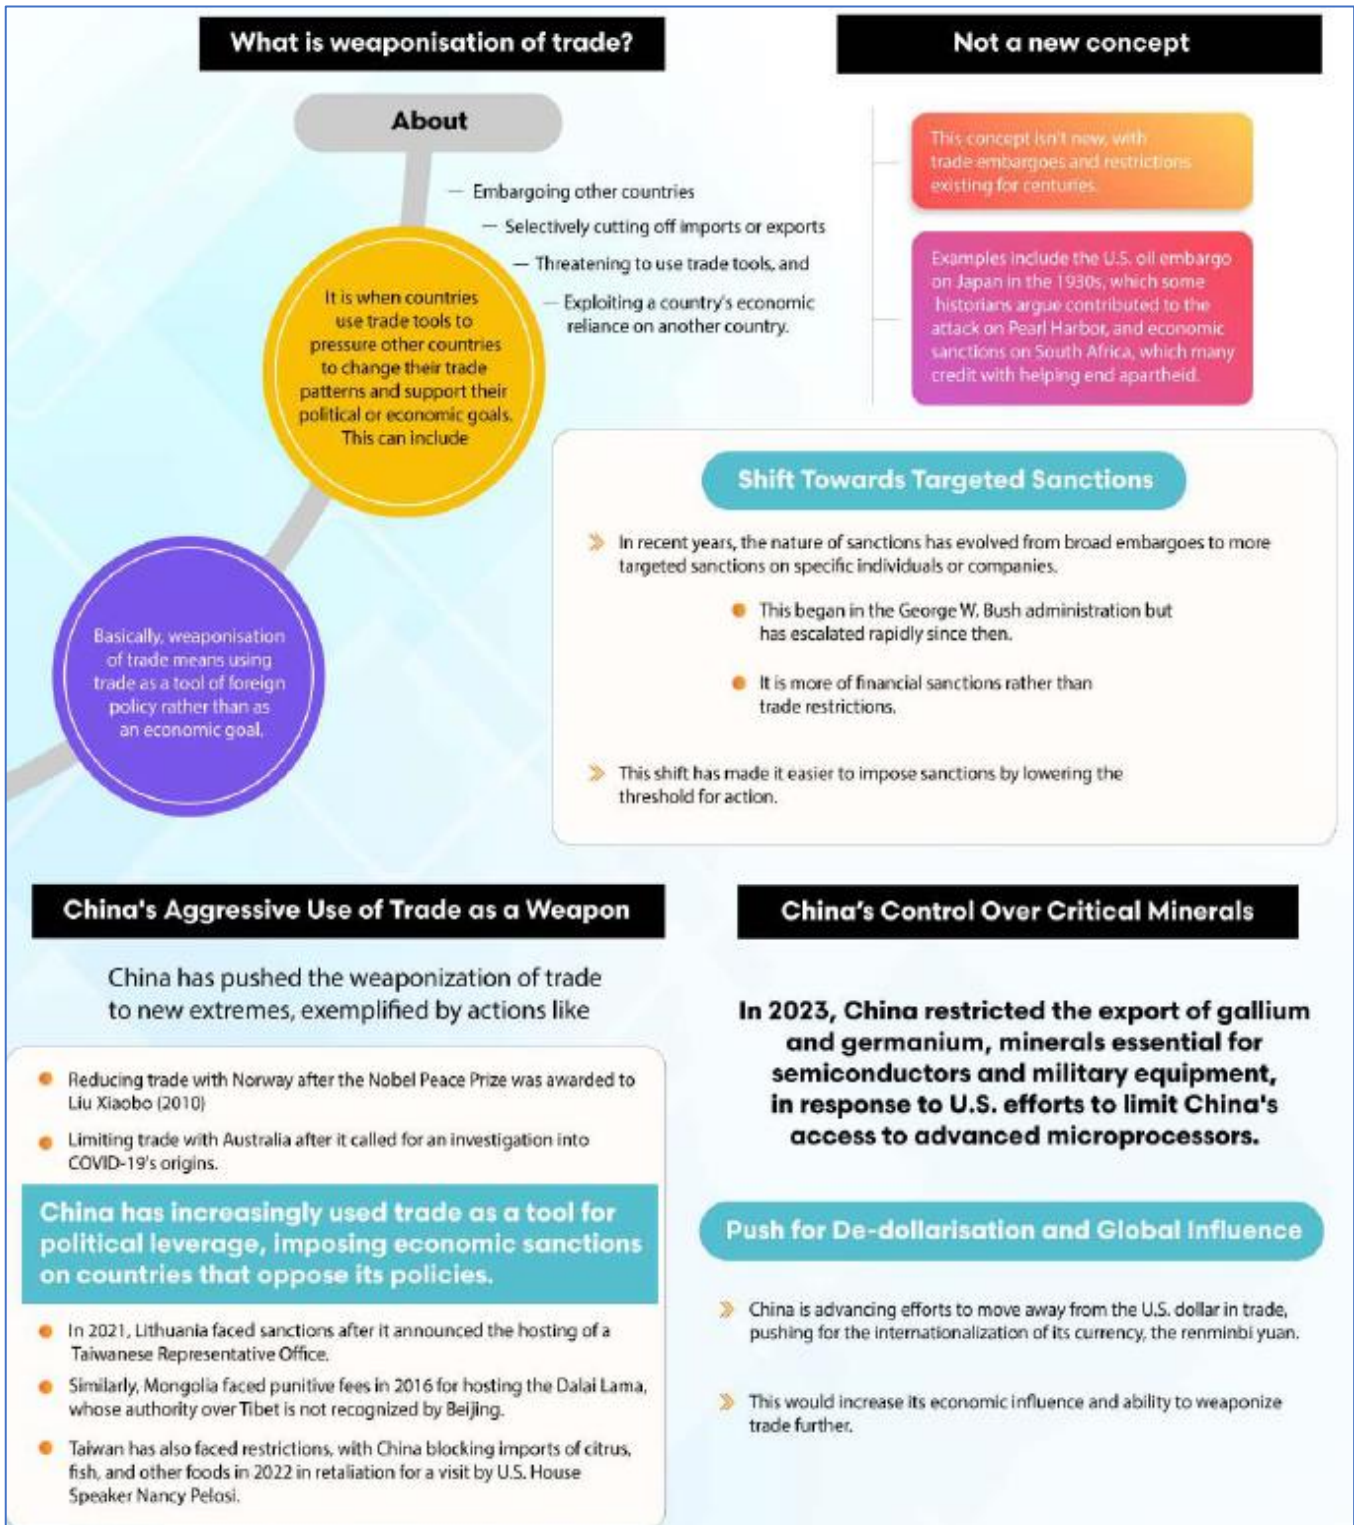 What is weaponisation of trade?
About
Embargoing other countries
Selectively cutting off imports or exports
Threatening to use trade tools, and
Exploiting a country's economic
reliance on another country.
It is when countries
use trade tools to
pressure other countries
to change their trade
patterns and support their
political or economic goals.
This can include
Basically, weaponisation
of trade means using
trade as a tool of foreign
policy rather than as
an economic goal.
Not a new concept
This concept isn't new, with
trade embargoes and restrictions
existing for centuries.
Examples include the U.S. oil embargo
on Japan in the 1930s, which some
historians argue contributed to the
attack on Pearl Harbor, and economic
sanctions on South Africa, which many
credit with helping end apartheid.
Shift Towards Targeted Sanctions
In recent years, the nature of sanctions has evolved from broad embargoes to more
targeted sanctions on specific individuals or companies.
This began in the George W. Bush administration but
has escalated rapidly since then.
It is more of financial sanctions rather than
trade restrictions.
This shift has made it easier to impose sanctions by lowering the
threshold for action.
China's Aggressive Use of Trade as a Weapon
China has pushed the weaponization of trade
to new extremes, exemplified by actions like
Reducing trade with Norway after the Nobel Peace Prize was awarded to
Liu Xiaobo (2010)
Limiting trade with Australia after it called for an investigation into
COVID-19's origins.
China has increasingly used trade as a tool for
political leverage, imposing economic sanctions
on countries that oppose its policies.
In 2021, Lithuania faced sanctions after it announced the hosting of a
Taiwanese Representative Office.
Similarly, Mongolia faced punitive fees in 2016 for hosting the Dalai Lama,
whose authority over Tibet is not recognized by Beijing.
Taiwan has also faced restrictions, with China blocking imports of citrus,
fish, and other foods in 2022 in retaliation for a visit by U.S. House
Speaker Nancy Pelosi.
China's Control Over Critical Minerals
In 2023, China restricted the export of gallium
and germanium, minerals essential for
semiconductors and military equipment,
in response to U.S. efforts to limit China's
access to advanced microprocessors.
Push for De-dollarisation and Global Influence
China is advancing efforts to move away from the U.S. dollar in trade,
pushing for the internationalization of its currency, the renminbi yuan.
This would increase its economic influence and ability to weaponize
trade further.